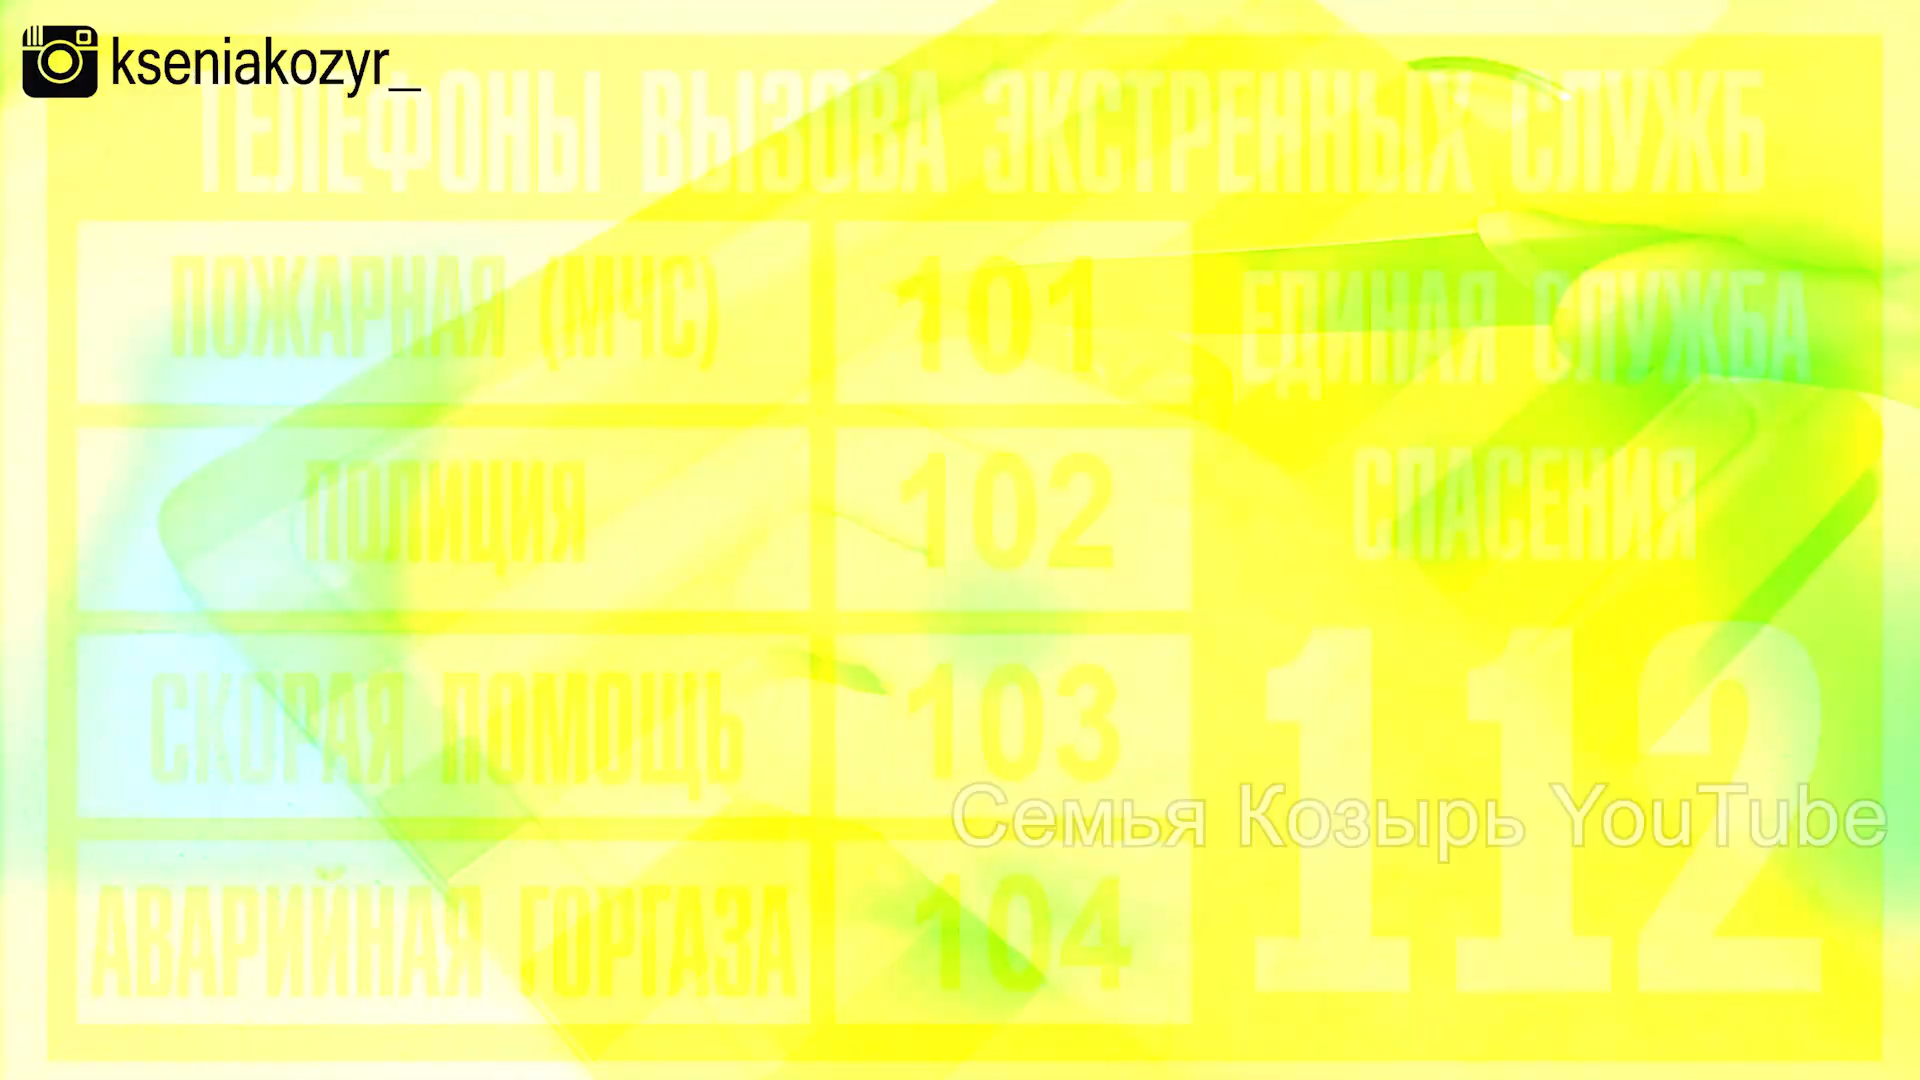 kseniakozyr_
ТЕЛЕФОНЫ ВЫЗОВА ЭКСТРЕННЫХ СЛУЖБ
ПОЖАРНАЯ (МЧС) 101
ПОЛИЦИЯ 102
СКОРАЯ ПОМОЩЬ 103
АВАРИЙНАЯ ГОРГАЗА 104
ЕДИНАЯ СЛУЖБА
СПАСЕНИЯ
112
Семья Козырь YouTube